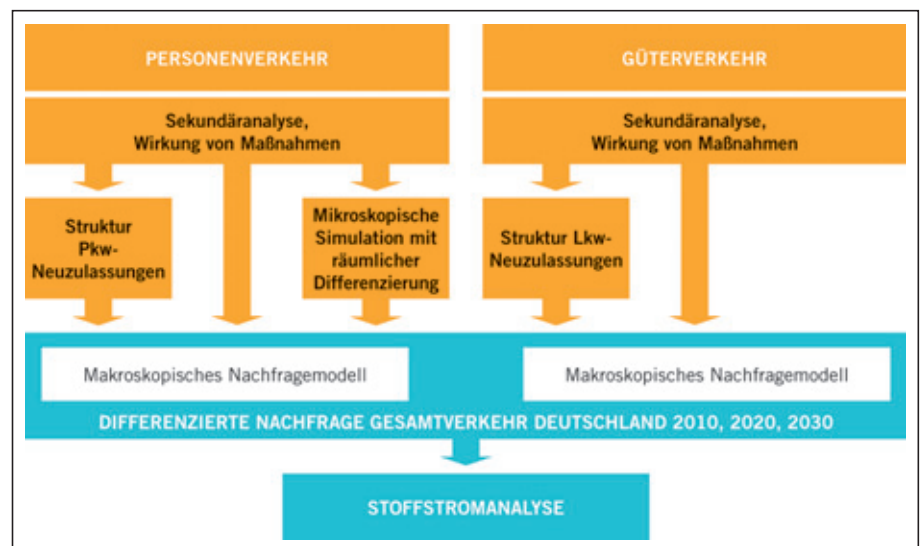 PERSONENVERKEHR
GÜTERVERKEHR
Sekundäranalyse,
Wirkung von Maßnahmen
Sekundäranalyse,
Wirkung von Maßnahmen
Struktur
Pkw-
Neuzulassungen
Mikroskopische
Simulation mit
räumlicher
Differenzierung
Struktur Lkw-
Neuzulassungen
Makroskopisches Nachfragemodell
Makroskopisches Nachfragemodell
DIFFERENZIERTE NACHFRAGE GESAMTVERKEHR DEUTSCHLAND 2010, 2020, 2030
STOFFSTROMANALYSE